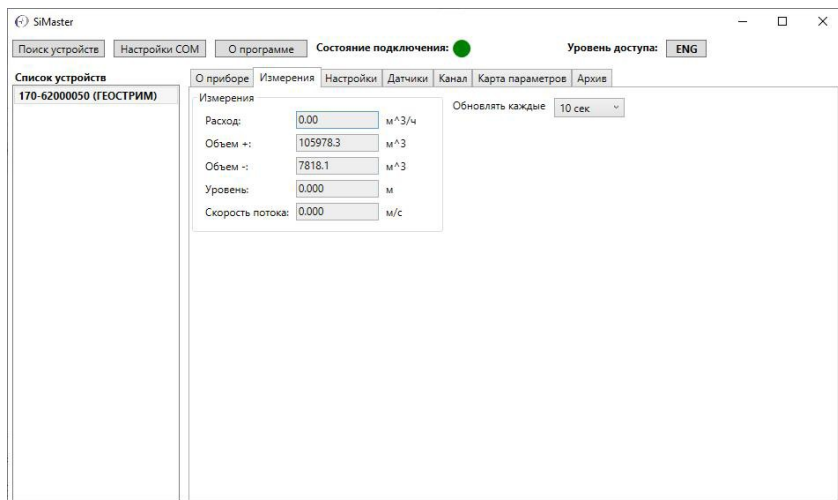 SiMaster
Поиск устройств Настройки COM О программе Состояние подключения: Уровень доступа: ENG
Список устройств
170-62000050 (ГЕОСТРИМ)
О приборе Измерения Настройки Датчики Канал Карта параметров Архив
Измерения
Обновлять каждые 10 сек
Расход: 0.00 м^3/ч
Объем +: 105978.3 м^3
Объем -: 7818.1 м^3
Уровень: 0.000 м
Скорость потока: 0.000 м/с